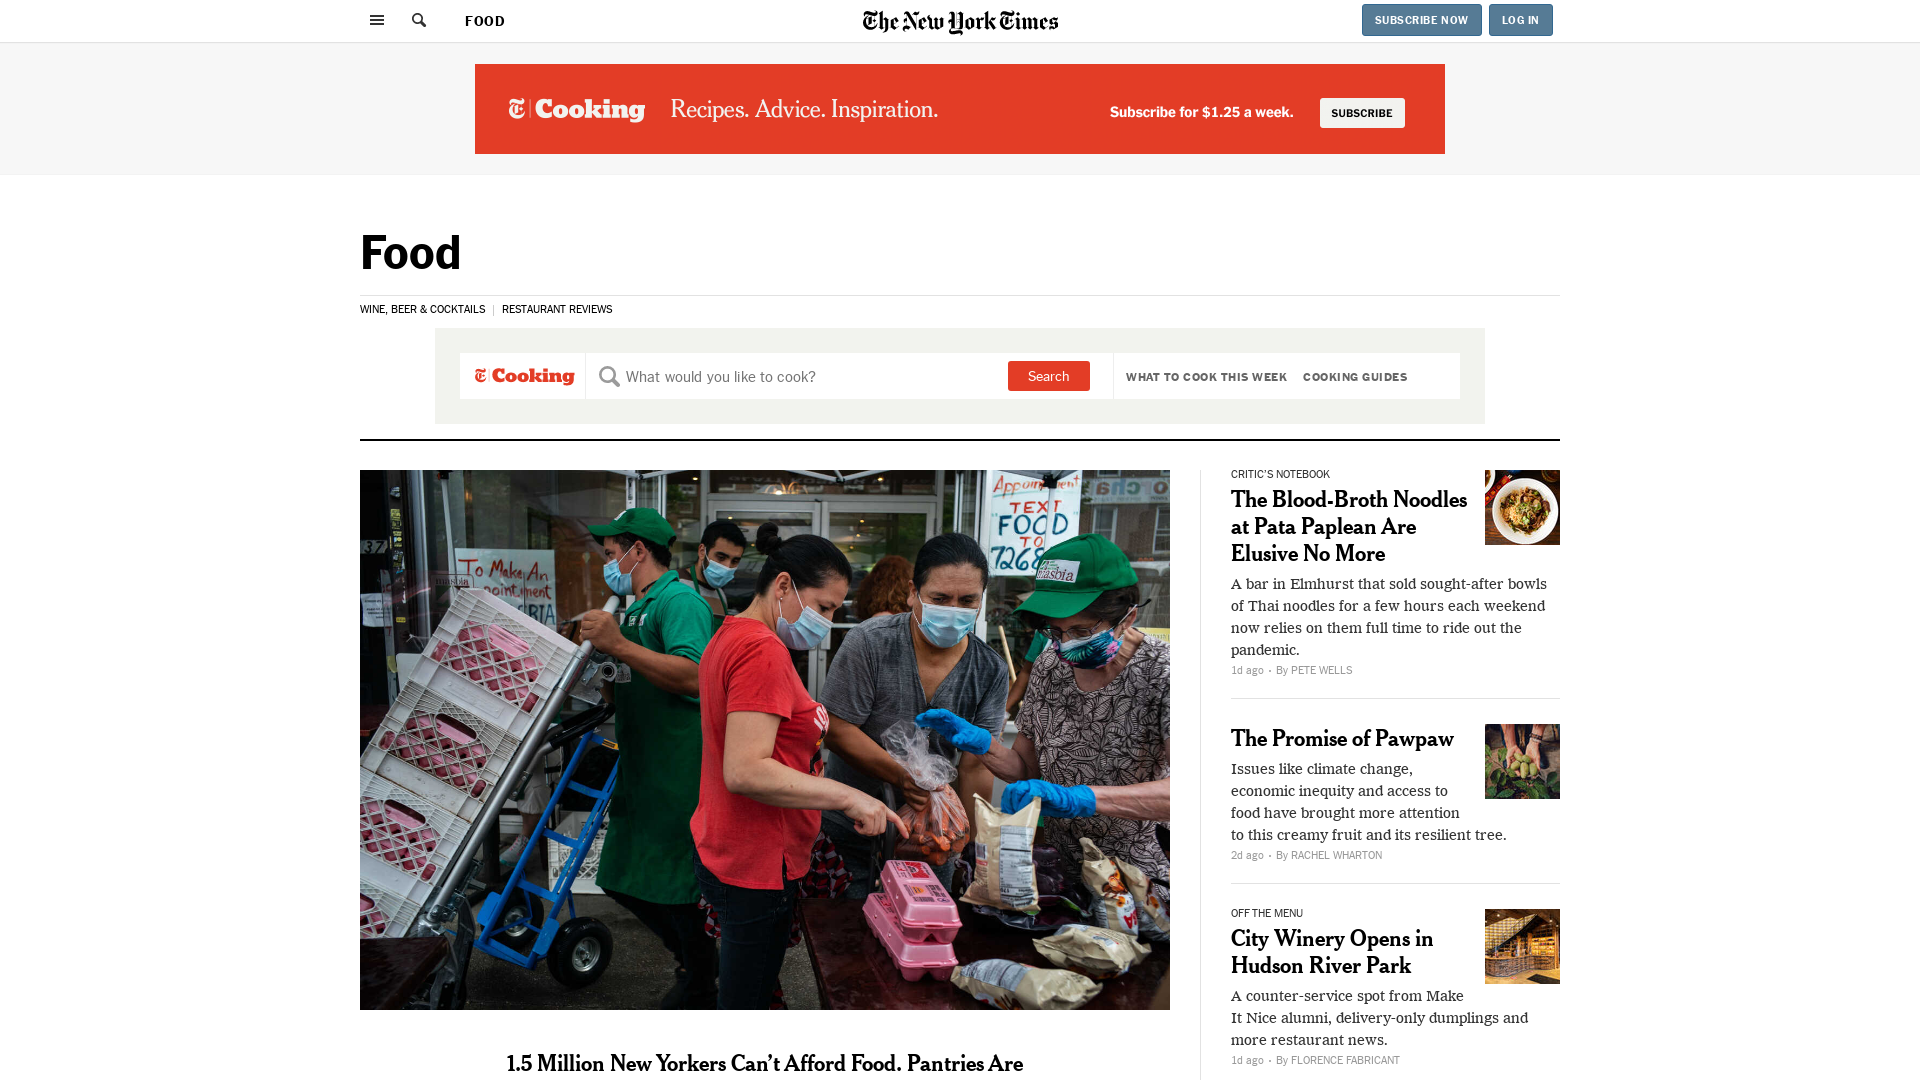 FOOD
The New York Times
SUBSCRIBE NOW
LOG IN
T Cooking
Recipes. Advice. Inspiration.
Subscribe for $1.25 a week.
SUBSCRIBE
Food
WINE, BEER & COCKTAILS
RESTAURANT REVIEWS
T Cooking
What would you like to cook?
Search
WHAT TO COOK THIS WEEK
COOKING GUIDES
Appointment
TEXT
FOOD
TO
7268
37
To Make An
masbia
masbia
1.5 Million New Yorkers Can’t Afford Food. Pantries Are
CRITIC’S NOTEBOOK
The Blood-Broth Noodles
at Pata Paplean Are
Elusive No More
A bar in Elmhurst that sold sought-after bowls
of Thai noodles for a few hours each weekend
now relies on them full time to ride out the
pandemic.
1d ago • By PETE WELLS
The Promise of Pawpaw
Issues like climate change,
economic inequity and access to
food have brought more attention
to this creamy fruit and its resilient tree.
2d ago • By RACHEL WHARTON
OFF THE MENU
City Winery Opens in
Hudson River Park
A counter-service spot from Make
It Nice alumni, delivery-only dumplings and
more restaurant news.
1d ago • By FLORENCE FABRICANT